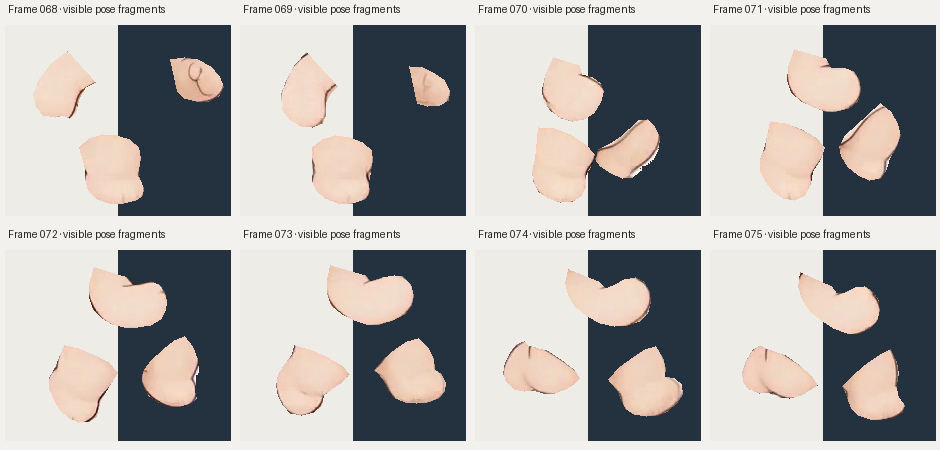 Frame 068 · visible pose fragments
Frame 069 · visible pose fragments
Frame 070 · visible pose fragments
Frame 071 · visible pose fragments
Frame 072 · visible pose fragments
Frame 073 · visible pose fragments
Frame 074 · visible pose fragments
Frame 075 · visible pose fragments